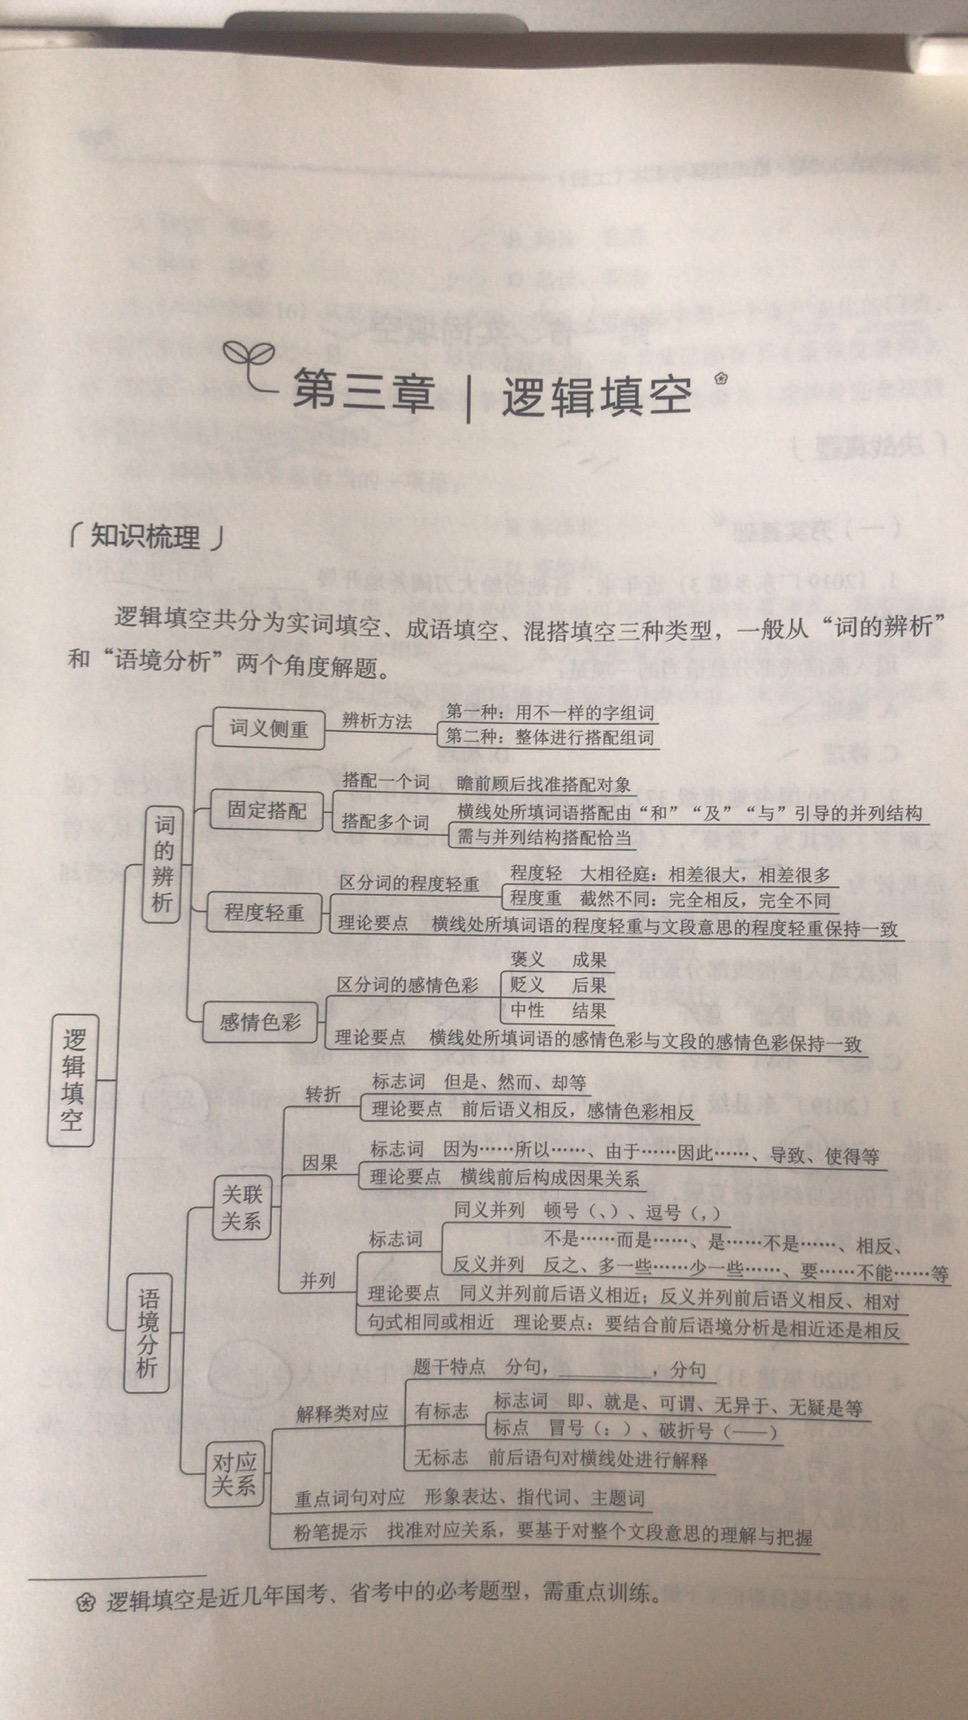 第三章 | 逻辑填空
知识梳理
逻辑填空共分为实词填空、成语填空、混搭填空三种类型，一般从“词的辨析”
和“语境分析”两个角度解题。
逻辑填空
词的辨析
词义侧重
辨析方法
第一种：用不一样的字组词
第二种：整体进行搭配组词
固定搭配
搭配一个词 瞻前顾后找准搭配对象
搭配多个词
横线处所填词语搭配由“和”“及”“与”引导的并列结构
需与并列结构搭配恰当
程度轻重
区分词的程度轻重
程度轻 大相径庭：相差很大，相差很多
程度重 截然不同：完全相反，完全不同
理论要点 横线处所填词语的程度轻重与文段意思的程度轻重保持一致
感情色彩
区分词的感情色彩
褒义 成果
贬义 后果
中性 结果
理论要点 横线处所填词语的感情色彩与文段的感情色彩保持一致
语境分析
关联
关系
转折
标志词 但是、然而、却等
理论要点 前后语义相反，感情色彩相反
因果
标志词 因为……所以……、由于……因此……、导致、使得等
理论要点 横线前后构成因果关系
并列
标志词
同义并列 顿号（、）、逗号（，）
不是……而是……、是……不是……、相反、
反义并列 反之、多一些……少一些……、要……不能……等
理论要点 同义并列前后语义相近；反义并列前后语义相反、相对
句式相同或相近 理论要点：要结合前后语境分析是相近还是相反
对应
关系
解释类对应
题干特点 分句，________，分句
有标志
标志词 即、就是、可谓、无异于、无疑是等
标点 冒号（：）、破折号（——）
无标志 前后语句对横线处进行解释
重点词句对应 形象表达、指代词、主题词
粉笔提示 找准对应关系，要基于对整个文段意思的理解与把握
逻辑填空是近几年国考、省考中的必考题型，需重点训练。